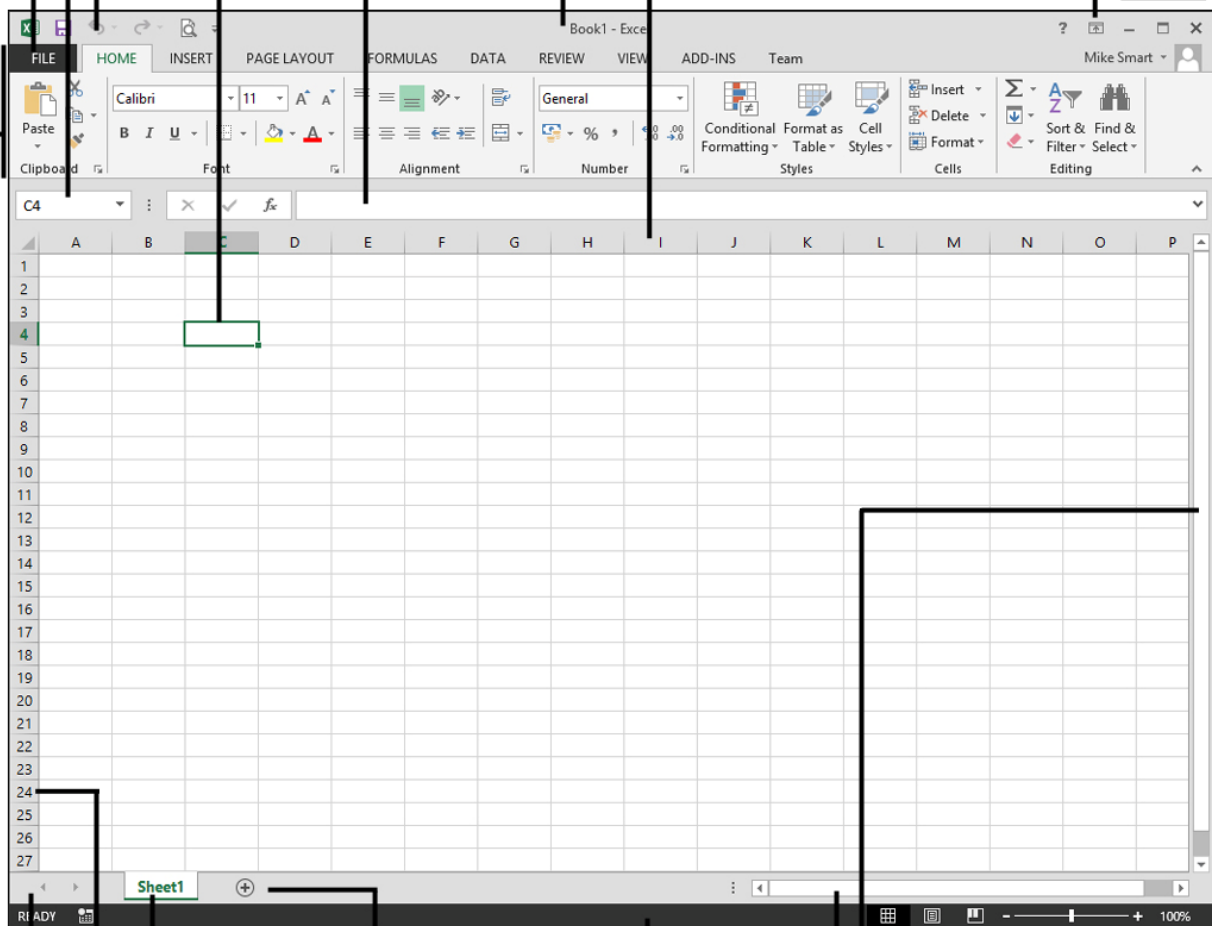 Book1 - Excel ?
FILE HOME INSERT PAGE LAYOUT FORMULAS DATA REVIEW VIEW ADD-INS Team Mike Smart
Paste
Calibri 11 A A
B I U A
General
% , .00 .00
Conditional Formatting
Format as Table
Cell Styles
Insert
Delete
Format
Σ
A Z
Sort & Filter
Find & Select
Clipboard Font Alignment Number Styles Cells Editing
C4 fx
A B C D E F G H I J K L M N O P
1
2
3
4
5
6
7
8
9
10
11
12
13
14
15
16
17
18
19
20
21
22
23
24
25
26
27
Sheet1
READY 100%